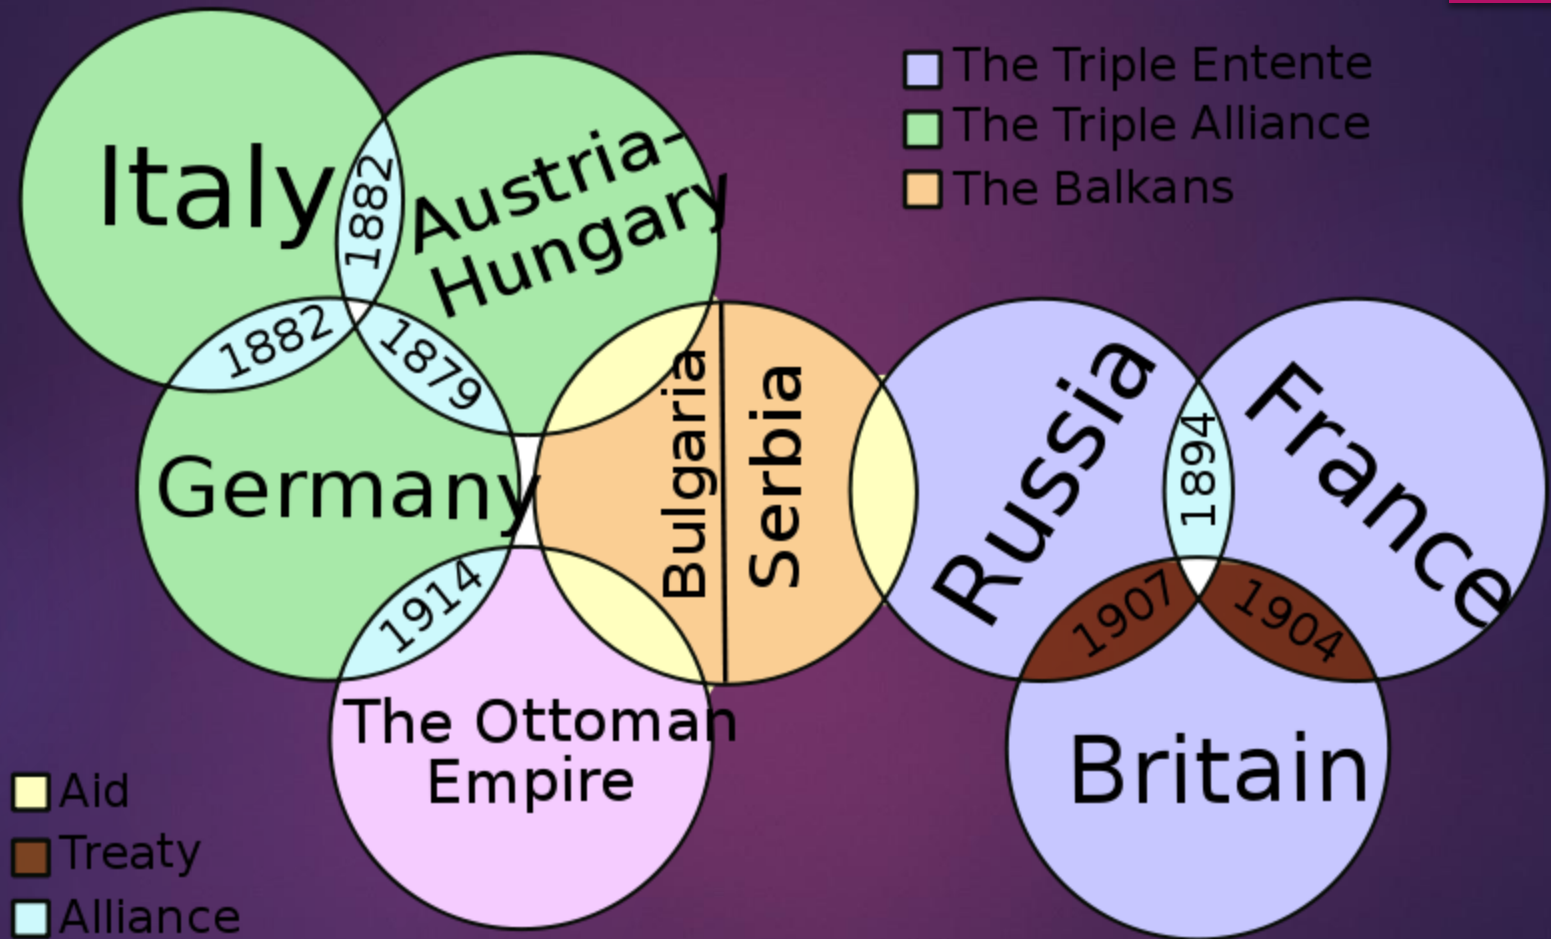 Italy
1882
Austria-
Hungary
The Triple Entente
The Triple Alliance
The Balkans
1882
1879
Germany
Bulgaria
Serbia
Russia
1894
France
1914
1907
1904
The Ottoman
Empire
Britain
Aid
Treaty
Alliance